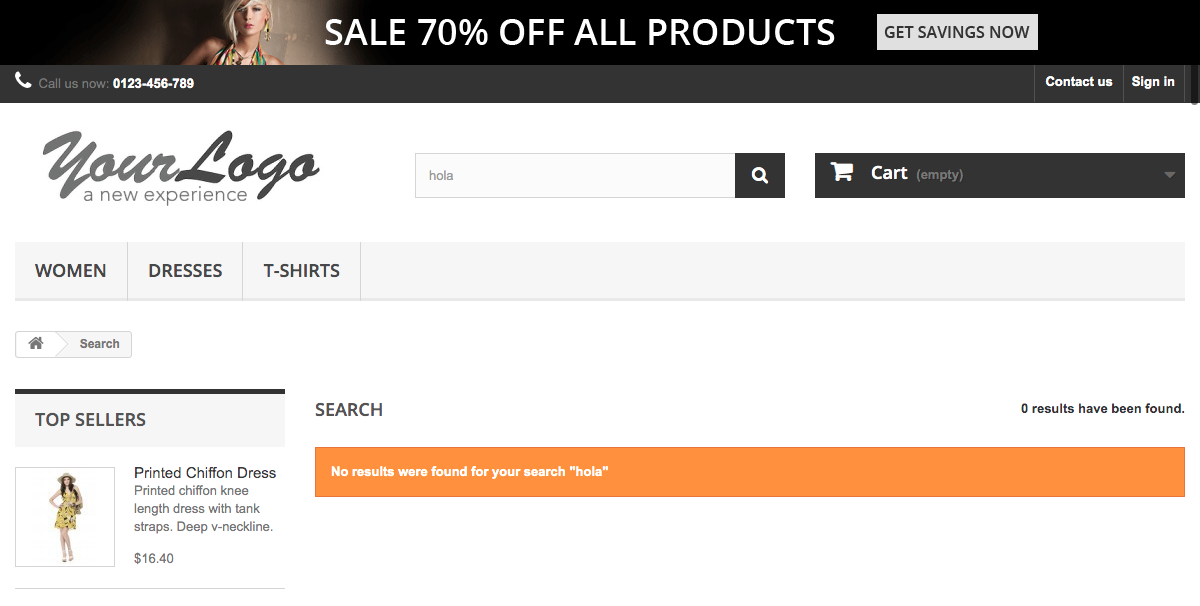 SALE 70% OFF ALL PRODUCTS
GET SAVINGS NOW
Call us now: 0123-456-789
Contact us
Sign in
Your Logo
a new experience
hola
Cart (empty)
WOMEN
DRESSES
T-SHIRTS
Search
TOP SELLERS
Printed Chiffon Dress
Printed chiffon knee
length dress with tank
straps. Deep v-neckline.
$16.40
SEARCH
0 results have been found.
No results were found for your search "hola"